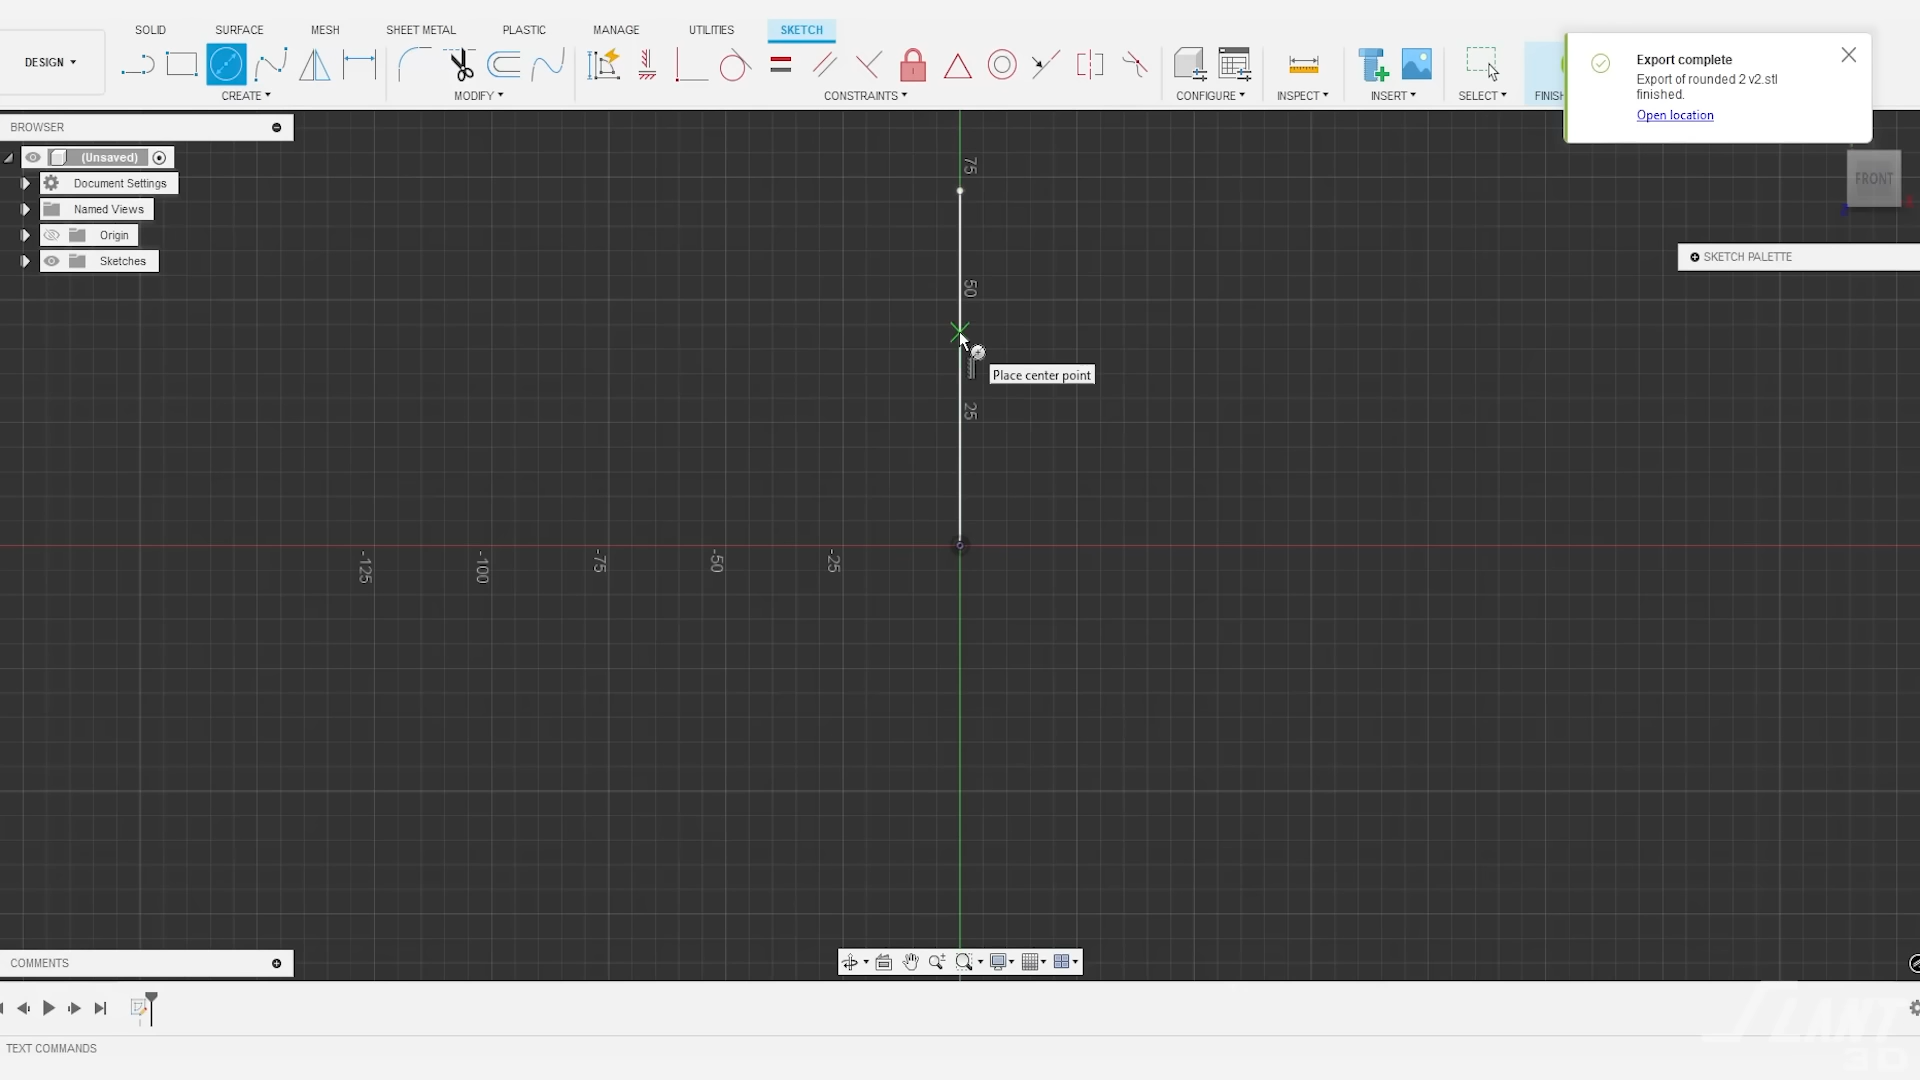 SOLID
SURFACE
MESH
SHEET METAL
PLASTIC
MANAGE
UTILITIES
SKETCH
DESIGN
CREATE
MODIFY
CONSTRAINTS
CONFIGURE
INSPECT
INSERT
SELECT
FINISH
Export complete
Export of rounded 2 v2.stl
finished.
Open location
BROWSER
(Unsaved)
Document Settings
Named Views
Origin
Sketches
FRONT
SKETCH PALETTE
75
50
25
Place center point
-125
-100
-75
-50
-25
COMMENTS
TEXT COMMANDS
SLANT
3D